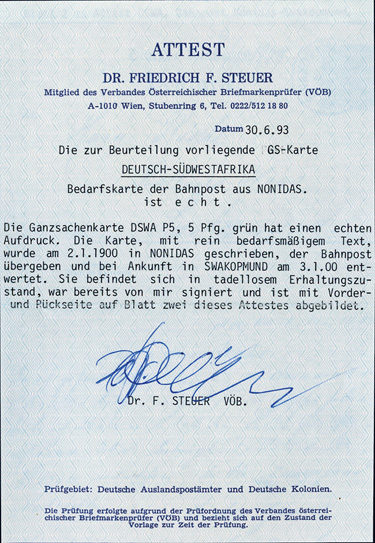 ATTEST
DR. FRIEDRICH F. STEUER
Mitglied des Verbandes Österreichischer Briefmarkenprüfer (VÖB)
A-1010 Wien, Stubenring 6, Tel. 0222/512 18 80
Datum 30.6.93
Die zur Beurteilung vorliegende GS-Karte
DEUTSCH-SÜDWESTAFRIKA
Bedarfskarte der Bahnpost aus NONIDAS.
ist echt.
Die Ganzsachenkarte DSWA P5, 5 Pfg. grün hat einen echten
Aufdruck. Die Karte, mit rein bedarfsmäßigem Text,
wurde am 2.1.1900 in NONIDAS geschrieben, der Bahnpost
übergeben und bei Ankunft in SWAKOPMUND am 3.1.00 ent-
wertet. Sie befindet sich in tadellosem Erhaltungszu-
stand, war bereits von mir signiert und ist mit Vorder-
und Rückseite auf Blatt zwei dieses Attestes abgebildet.
Dr. F. STEUER VÖB.
Prüfgebiet: Deutsche Auslandspostämter und Deutsche Kolonien.
Die Prüfung erfolgte aufgrund der Prüfordnung des Verbandes österrei-
chischer Briefmarkenprüfer (VÖB) und bezieht sich auf den Zustand der
Vorlage zur Zeit der Prüfung.